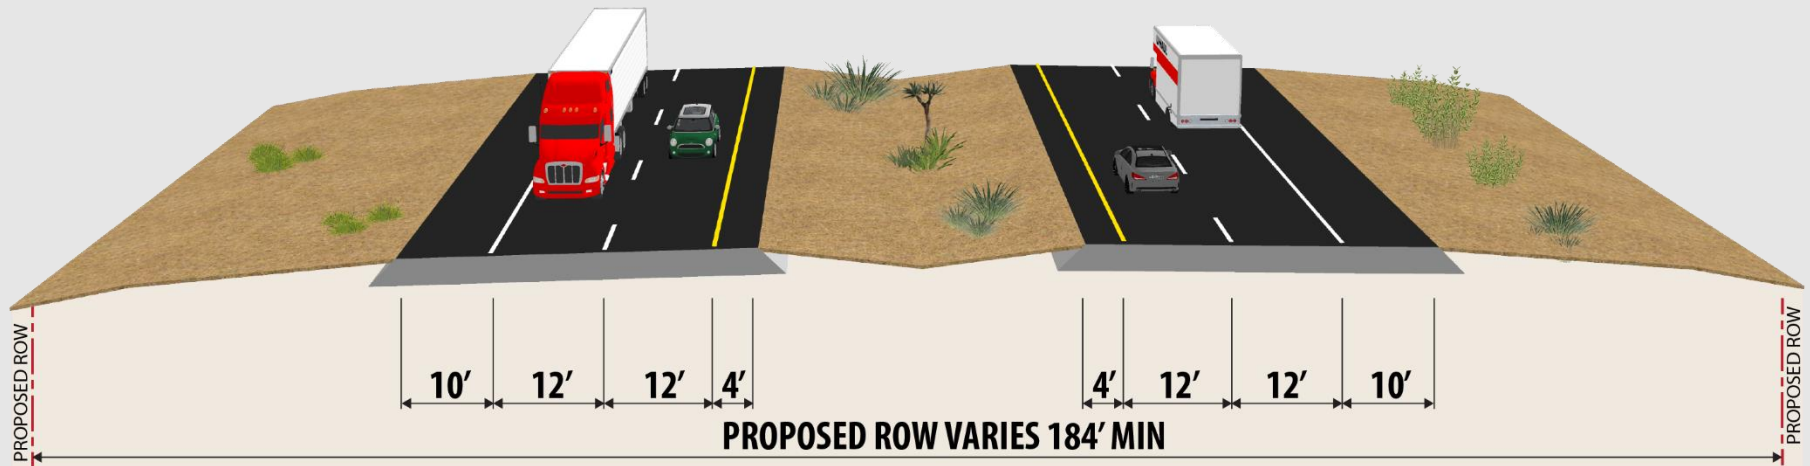 10′ 12′ 12′ 4′ 4′ 12′ 12′ 10′
PROPOSED ROW
PROPOSED ROW VARIES 184′ MIN
PROPOSED ROW